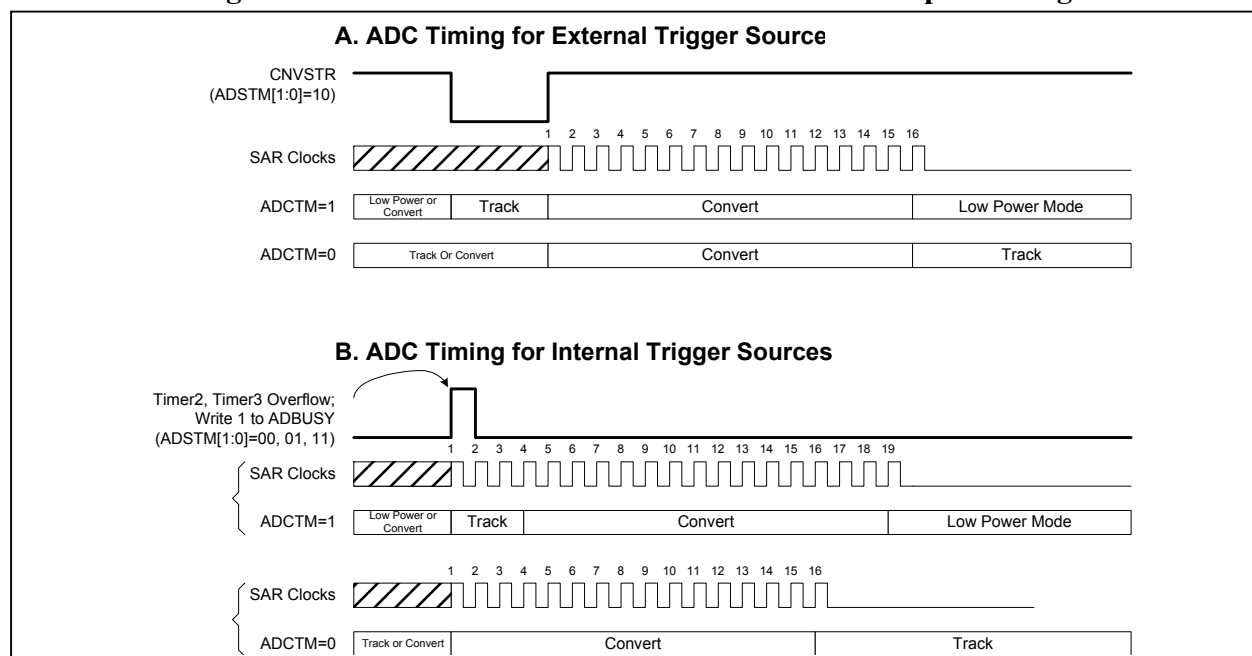 A. ADC Timing for External Trigger Source
CNVSTR
(ADSTM[1:0]=10)
1 2 3 4 5 6 7 8 9 10 11 12 13 14 15 16
SAR Clocks
ADCTM=1
Low Power or
Convert
Track
Convert
Low Power Mode
ADCTM=0
Track Or Convert
Convert
Track
B. ADC Timing for Internal Trigger Sources
Timer2, Timer3 Overflow;
Write 1 to ADBUSY
(ADSTM[1:0]=00, 01, 11)
1 2 3 4 5 6 7 8 9 10 11 12 13 14 15 16 17 18 19
SAR Clocks
ADCTM=1
Low Power or
Convert
Track
Convert
Low Power Mode
1 2 3 4 5 6 7 8 9 10 11 12 13 14 15 16
SAR Clocks
ADCTM=0
Track or Convert
Convert
Track